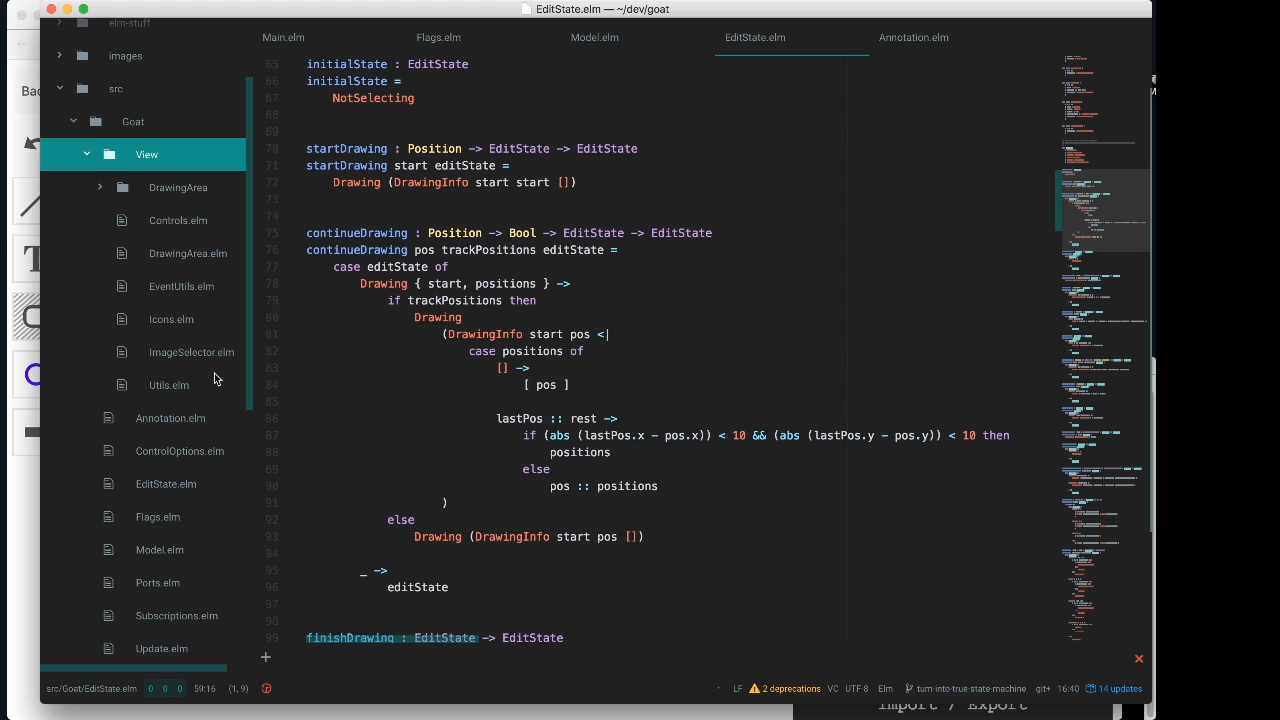 EditState.elm — ~/dev/goat
elm-stuff
images
src
Goat
View
DrawingArea
Controls.elm
DrawingArea.elm
EventUtils.elm
Icons.elm
ImageSelector.elm
Utils.elm
Annotation.elm
ControlOptions.elm
EditState.elm
Flags.elm
Model.elm
Ports.elm
Subscriptions.elm
Update.elm
Main.elm Flags.elm Model.elm EditState.elm Annotation.elm
65 initialState : EditState
66 initialState =
67 NotSelecting
68
69
70 startDrawing : Position -> EditState -> EditState
71 startDrawing start editState =
72 Drawing (DrawingInfo start start [])
73
74
75 continueDrawing : Position -> Bool -> EditState -> EditState
76 continueDrawing pos trackPositions editState =
77 case editState of
78 Drawing { start, positions } ->
79 if trackPositions then
80 Drawing
81 (DrawingInfo start pos <|
82 case positions of
83 [] ->
84 [ pos ]
85
86 lastPos :: rest ->
87 if (abs (lastPos.x - pos.x)) < 10 && (abs (lastPos.y - pos.y)) < 10 then
88 positions
89 else
90 pos :: positions
91 )
92 else
93 Drawing (DrawingInfo start pos [])
94
95 _ ->
96 editState
97
98
99 finishDrawing : EditState -> EditState
+
src/Goat/EditState.elm 0 0 0 59:16 (1, 9) LF 2 deprecations VC UTF-8 Elm turn-into-true-state-machine git+ 16:40 14 updates
Import / Export